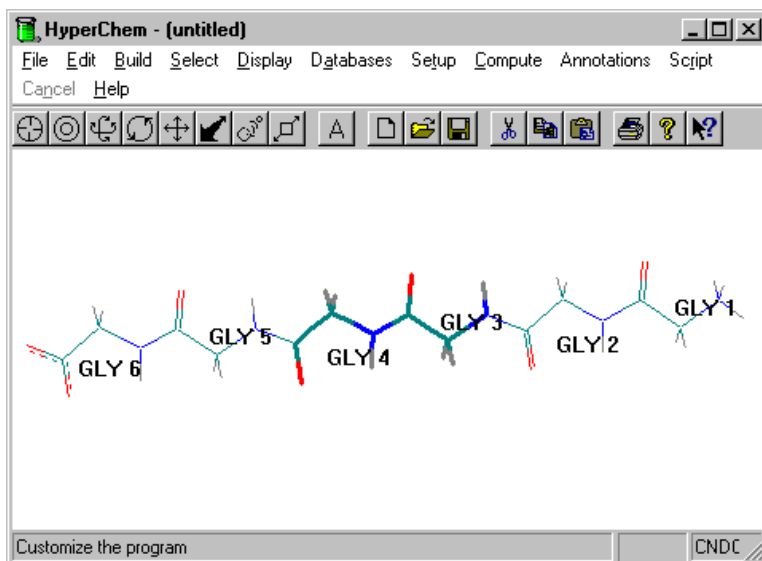 HyperChem - (untitled)
File Edit Build Select Display Databases Setup Compute Annotations Script
Cancel Help
A
GLY 6 GLY 5 GLY 4 GLY 3 GLY 2 GLY 1
Customize the program CNDC